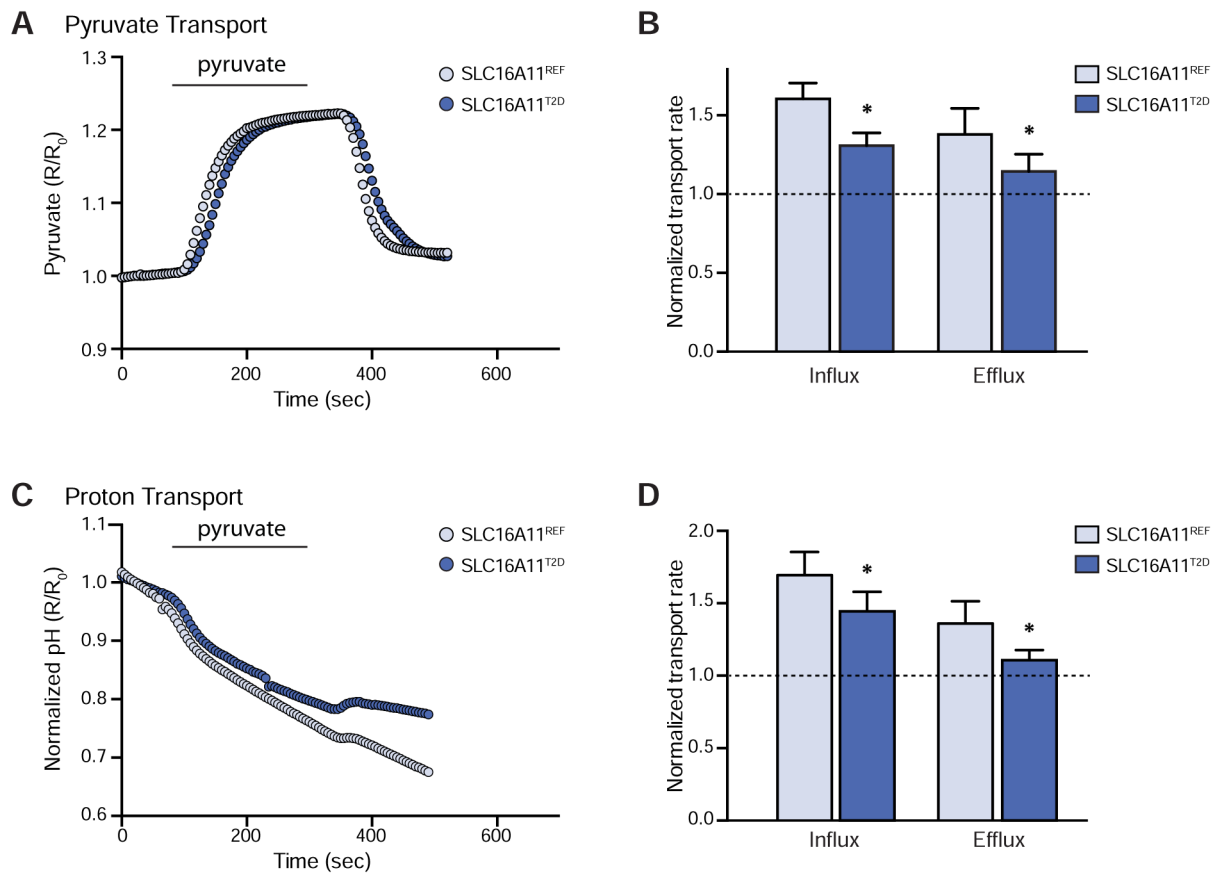 A Pyruvate Transport
1.3
1.2
1.1
1.0
0.9
Pyruvate (R/R0)
pyruvate
SLC16A11REF
SLC16A11T2D
0 200 400 600
Time (sec)
B
1.5
1.0
0.5
0.0
Normalized transport rate
* *
SLC16A11REF
SLC16A11T2D
Influx Efflux
C Proton Transport
1.1
1.0
0.9
0.8
0.7
0.6
Normalized pH (R/R0)
pyruvate
SLC16A11REF
SLC16A11T2D
0 200 400 600
Time (sec)
D
2.0
1.5
1.0
0.5
0.0
Normalized transport rate
* *
SLC16A11REF
SLC16A11T2D
Influx Efflux